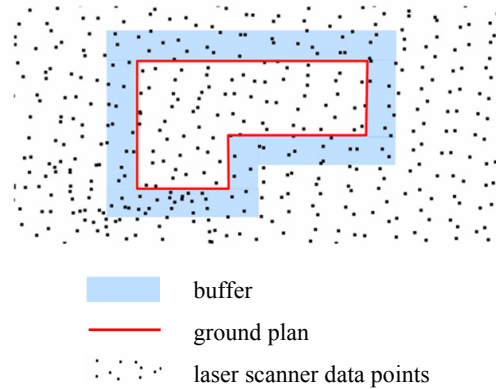 buffer
ground plan
laser scanner data points